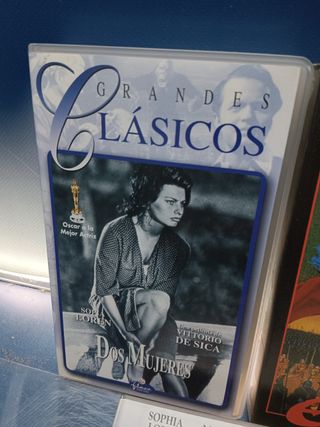 GRANDES
CLÁSICOS
Oscar a la
Mejor Actriz
SOPHIA
LOREN
VITTORIO
DE SICA
DOS MUJERES
SOPHIA